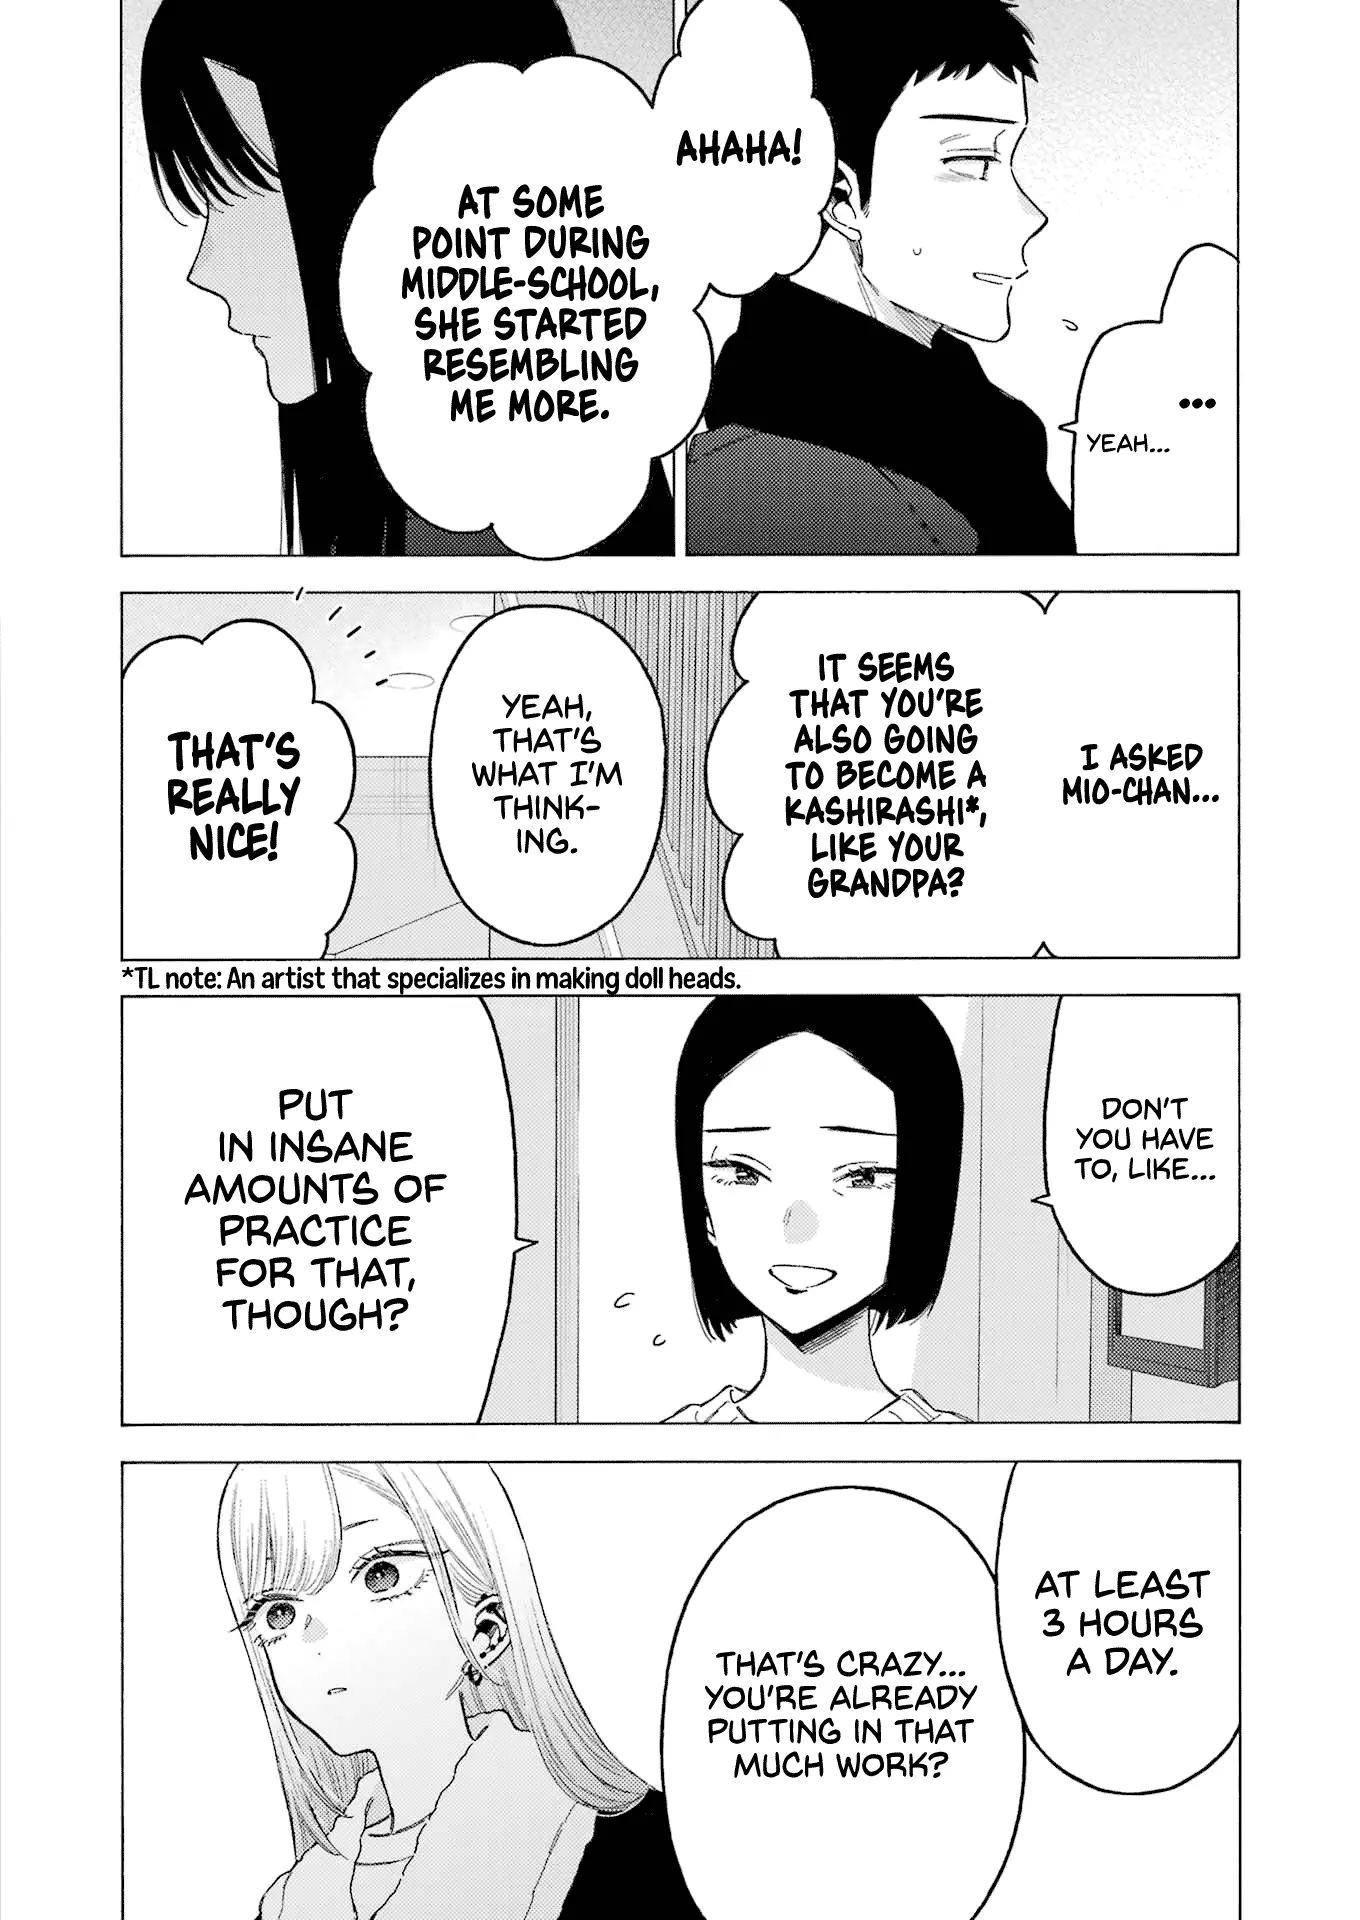 ...
YEAH...
AHAHA!
AT SOME
POINT DURING
MIDDLE-SCHOOL,
SHE STARTED
RESEMBLING
ME MORE.
I ASKED
MIO-CHAN...
IT SEEMS
THAT YOU'RE
ALSO GOING
TO BECOME A
KASHIRASHI*,
LIKE YOUR
GRANDPA?
YEAH,
THAT'S
WHAT I'M
THINK-
ING.
THAT'S
REALLY
NICE!
*TL note: An artist that specializes in making doll heads.
DON'T
YOU HAVE
TO, LIKE...
PUT
IN INSANE
AMOUNTS OF
PRACTICE
FOR THAT,
THOUGH?
AT LEAST
3 HOURS
A DAY.
THAT'S CRAZY...
YOU'RE ALREADY
PUTTING IN THAT
MUCH WORK?